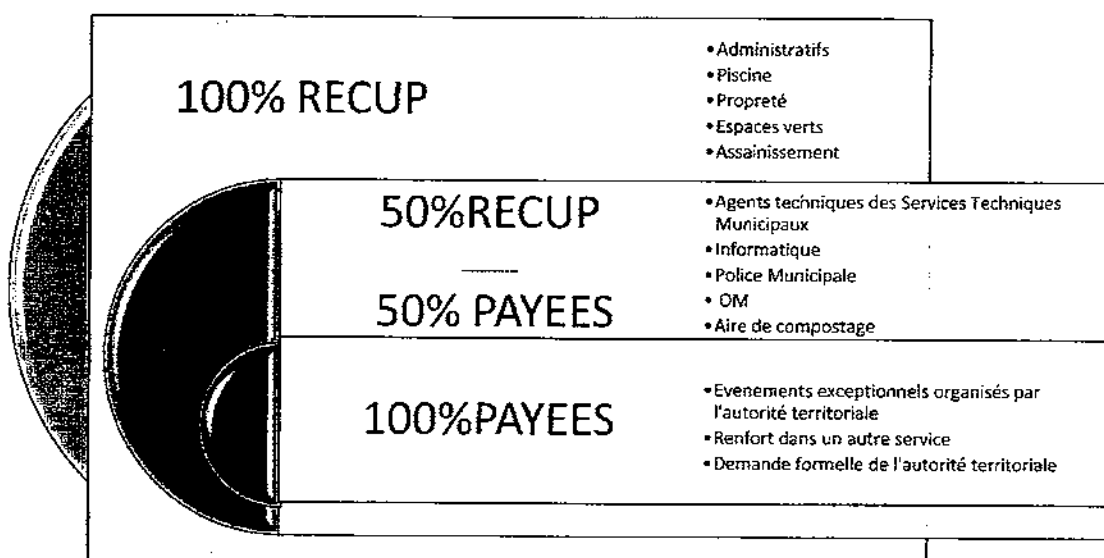 100% RECUP
•Administratifs
•Piscine
•Propreté
•Espaces verts
•Assainissement
50%RECUP
50% PAYEES
•Agents techniques des Services Techniques
Municipaux
•Informatique
•Police Municipale
• OM
•Aire de compostage
100%PAYEES
•Evenements exceptionnels organisés par
l'autorité territoriale
•Renfort dans un autre service
•Demande formelle de l'autorité territoriale